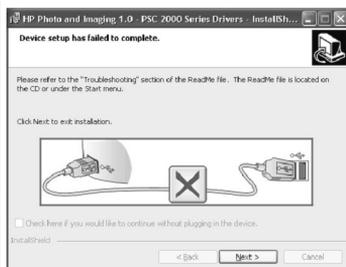 HP Photo and Imaging 1.0 - PSC 2000 Series Drivers - InstallSh...
Device setup has failed to complete.
Please refer to the "Troubleshooting" section of the ReadMe file. The ReadMe file is located on
the CD or under the Start menu.
Click Next to exit installation.
Check here if you would like to continue without plugging in the device.
InstallShield
< Back Next > Cancel